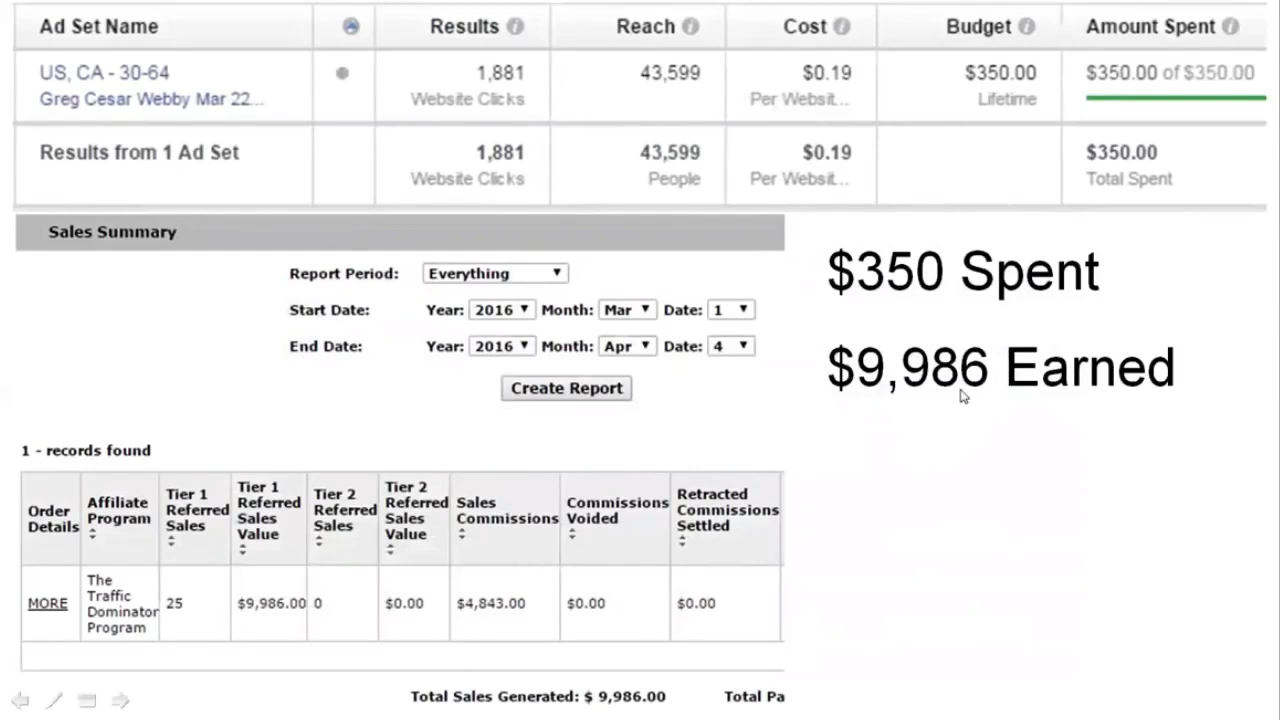 Ad Set Name Results Reach Cost Budget Amount Spent
US, CA - 30-64 1,881 43,599 $0.19 $350.00 $350.00 of $350.00
Greg Cesar Webby Mar 22... Website Clicks Per Websit... Lifetime
Results from 1 Ad Set 1,881 43,599 $0.19 $350.00
Website Clicks People Per Websit... Total Spent
Sales Summary
$350 Spent
$9,986 Earned
Report Period: Everything
Start Date: Year: 2016 Month: Mar Date: 1
End Date: Year: 2016 Month: Apr Date: 4
Create Report
1 - records found
Order
Details
Affiliate
Program
Tier 1
Referred
Sales
Tier 1
Referred
Sales
Value
Tier 2
Referred
Sales
Tier 2
Referred
Sales
Value
Sales
Commissions
Commissions
Voided
Retracted
Commissions
Settled
MORE
The
Traffic
Dominator
Program
25
$9,986.00
0
$0.00
$4,843.00
$0.00
$0.00
Total Sales Generated: $ 9,986.00 Total Pa